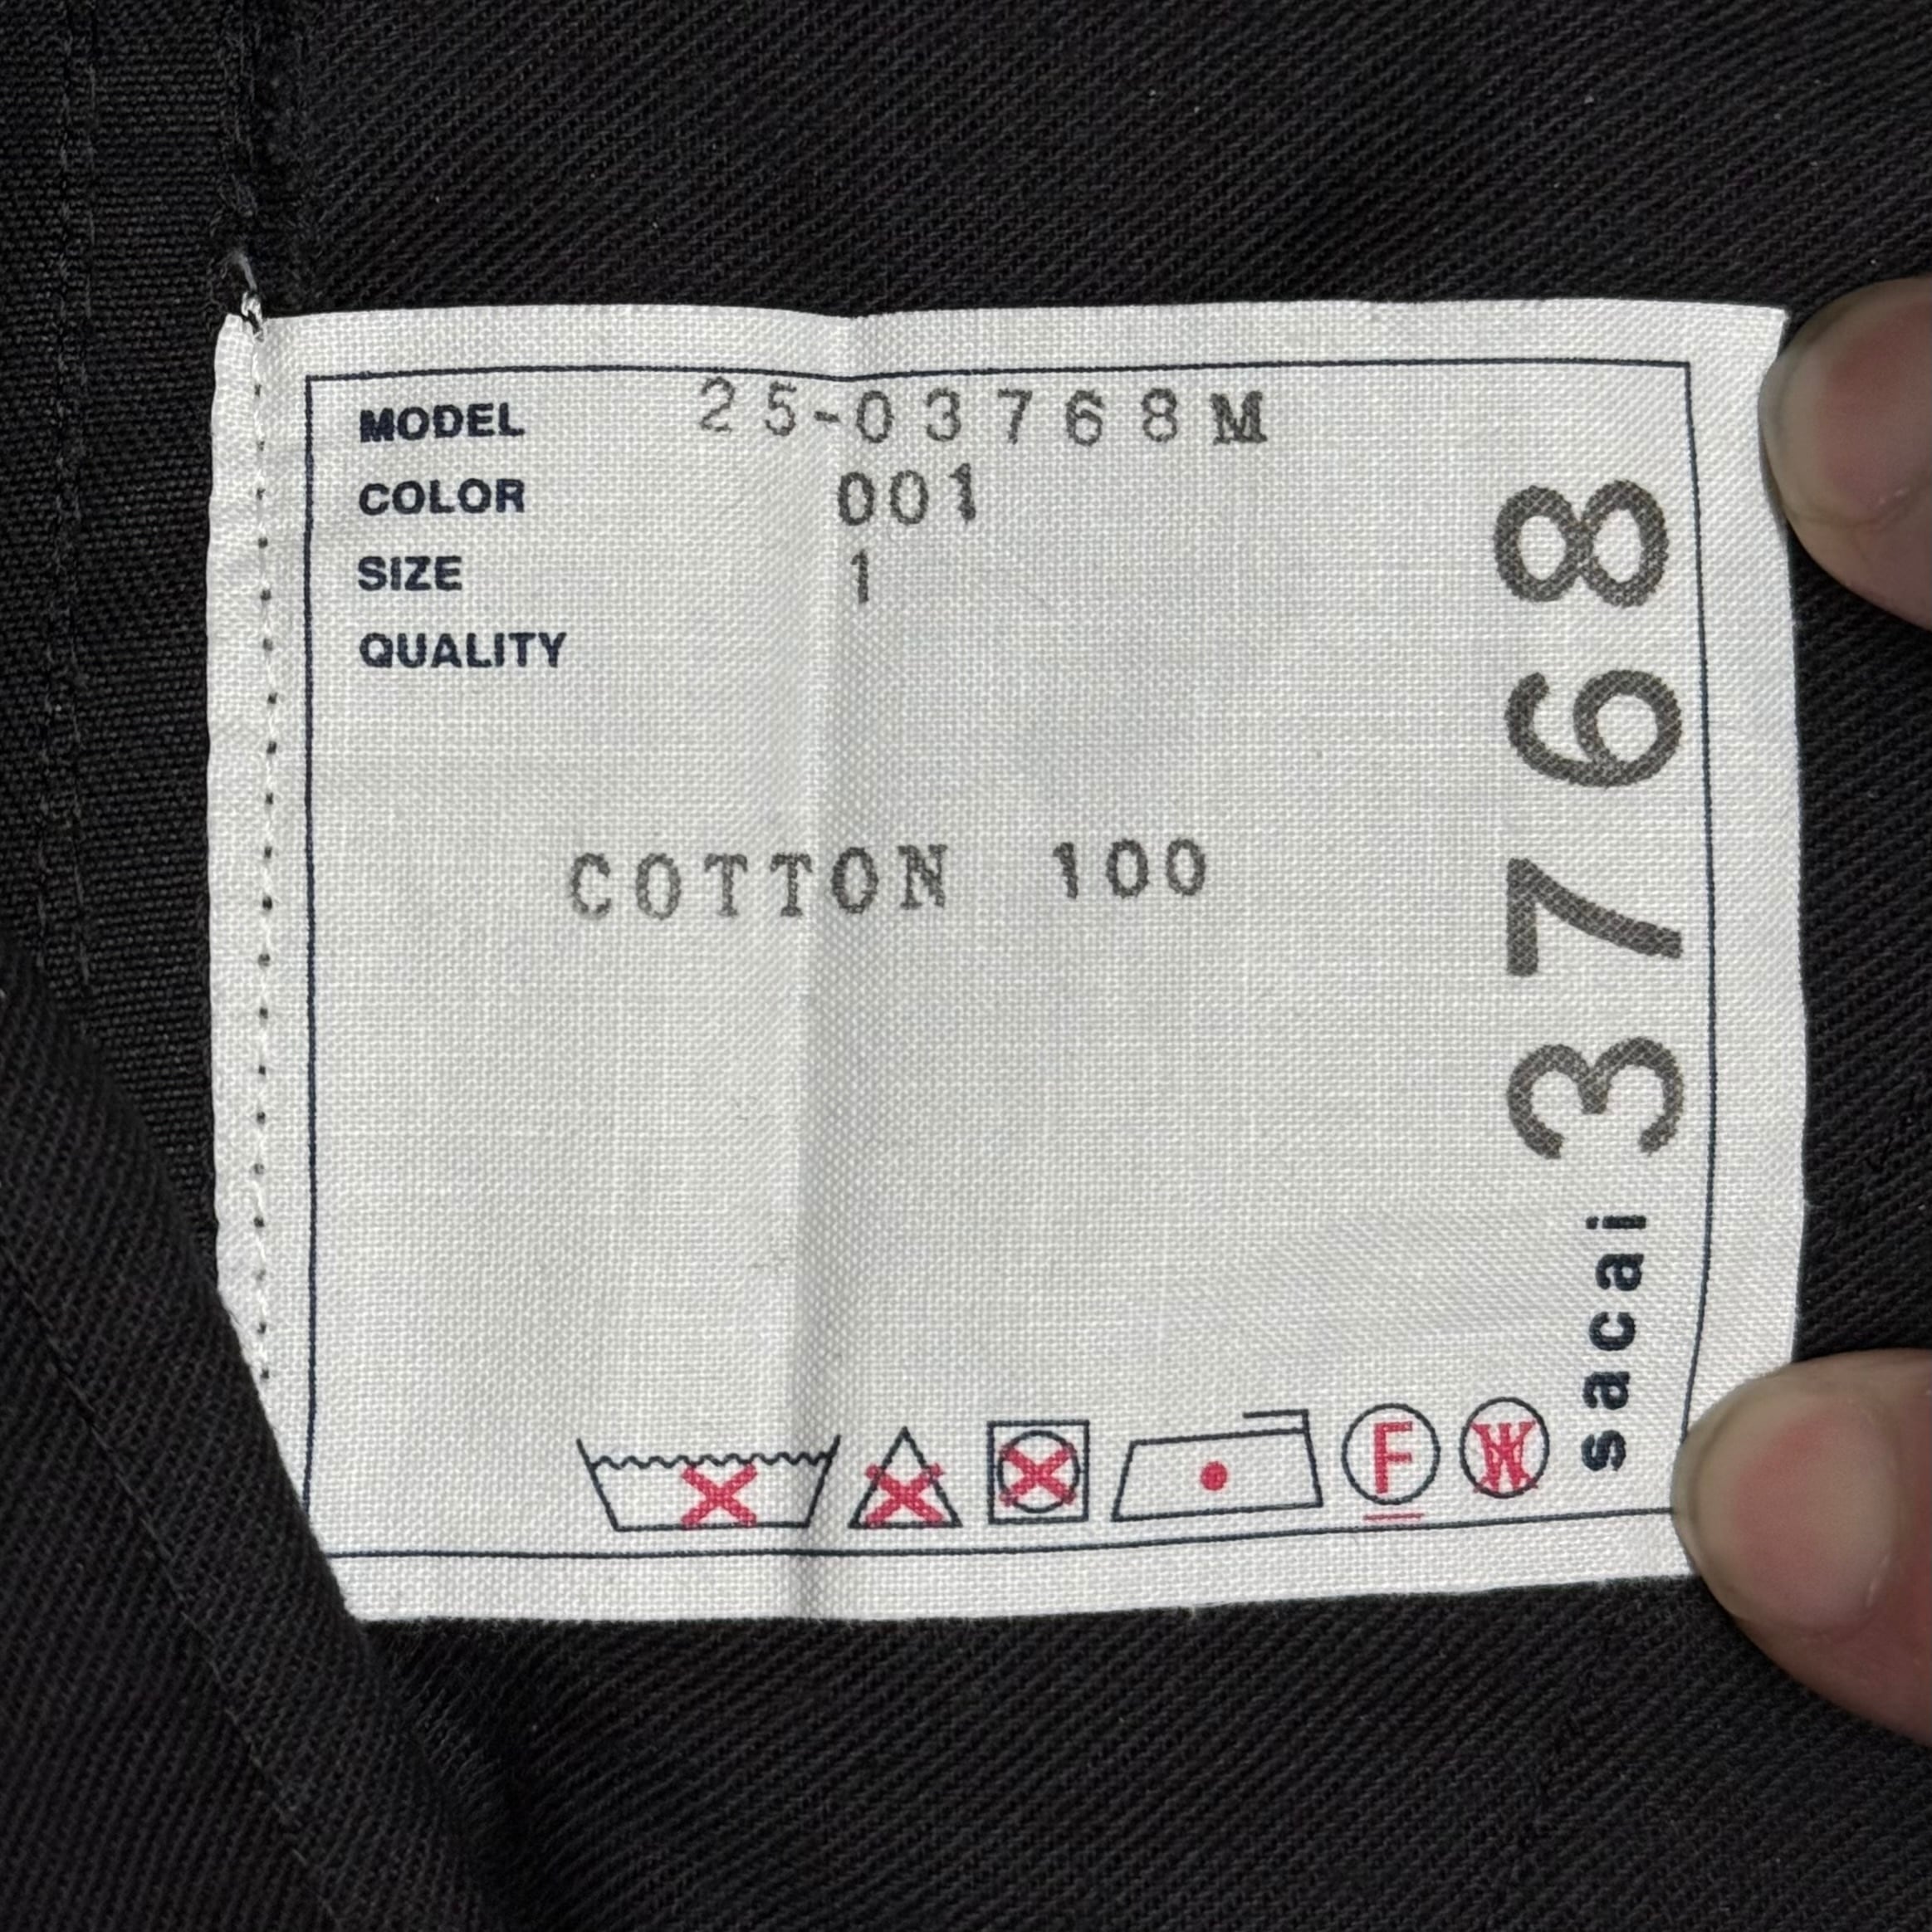 MODEL 25-03768M
COLOR 001
SIZE 1
QUALITY
COTTON 100
sacai 3768
F
W